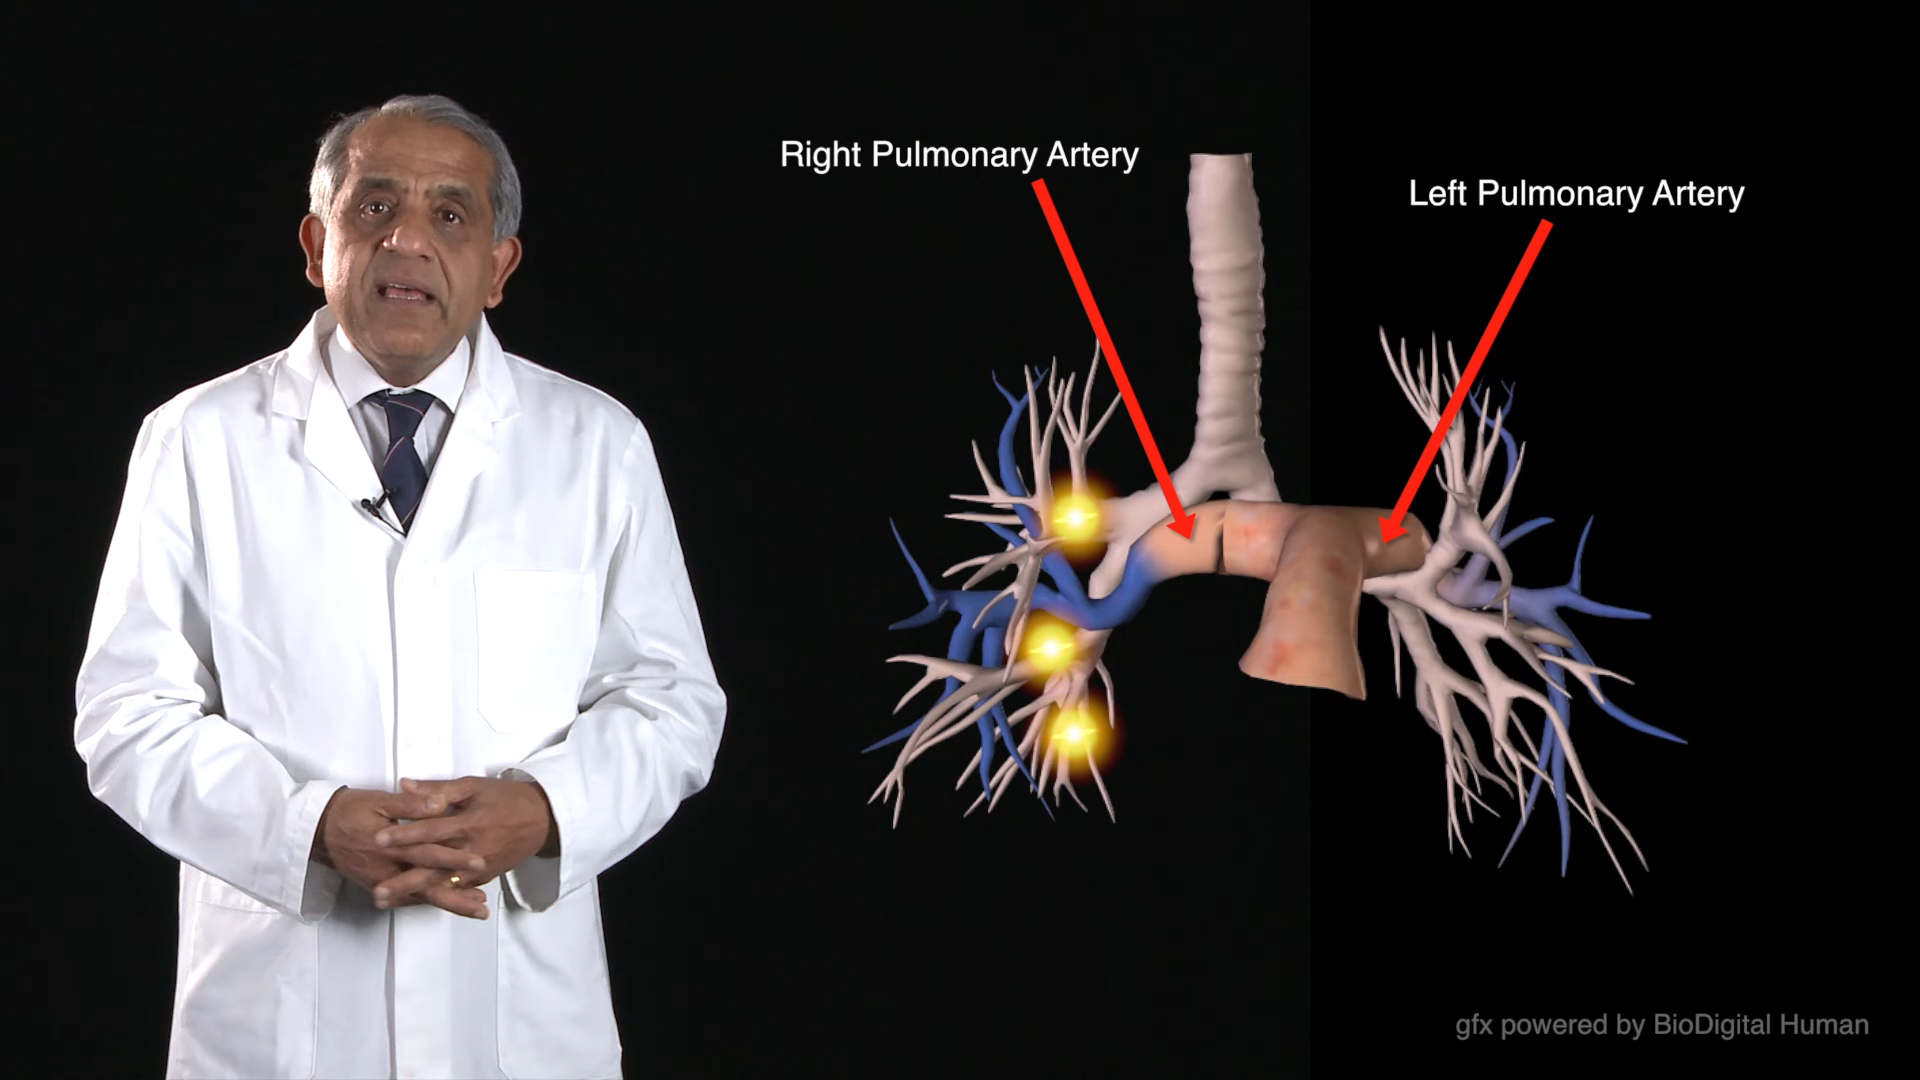 Right Pulmonary Artery
Left Pulmonary Artery
gfx powered by BioDigital Human